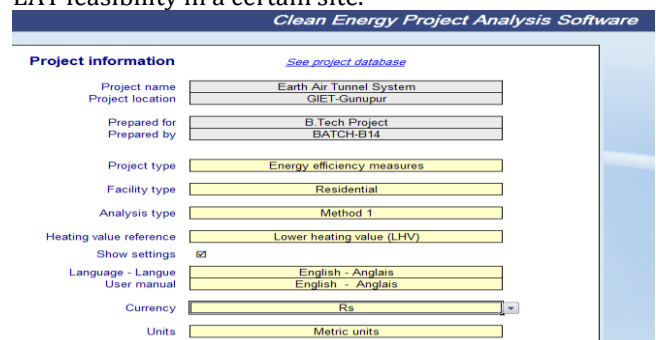 EAT feasibility in a certain site.
Clean Energy Project Analysis Software
Project information See project database
Project name Earth Air Tunnel System
Project location GIET-Gunupur
Prepared for B.Tech Project
Prepared by BATCH-B14
Project type Energy efficiency measures
Facility type Residential
Analysis type Method 1
Heating value reference Lower heating value (LHV)
Show settings
Language - Langue English - Anglais
User manual English - Anglais
Currency Rs
Units Metric units